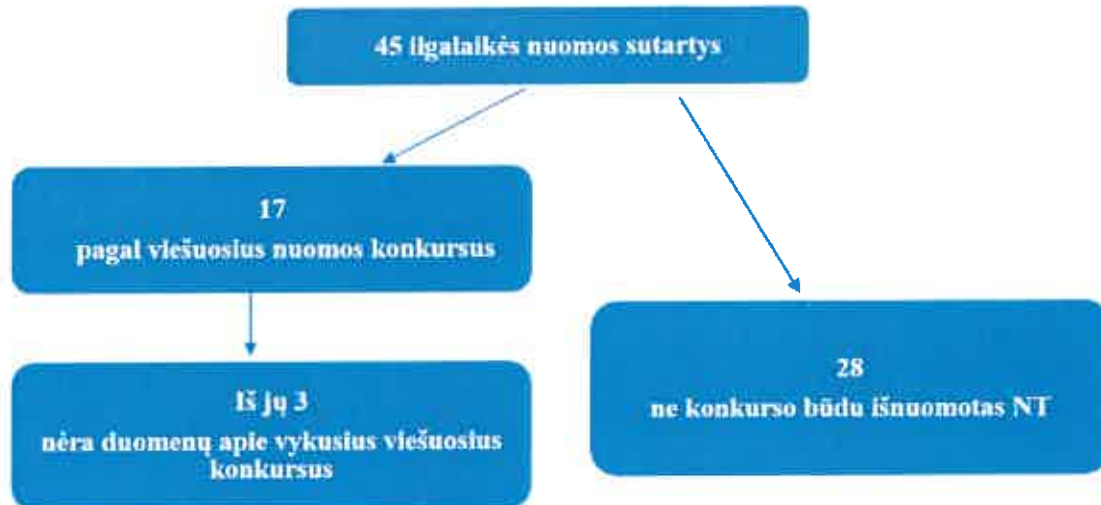 45 ilgalaikės nuomos sutartys
17
pagal viešuosius nuomos konkursus
Iš jų 3
nėra duomenų apie vykusius viešuosius
konkursus
28
ne konkurso būdu išnuomotas NT